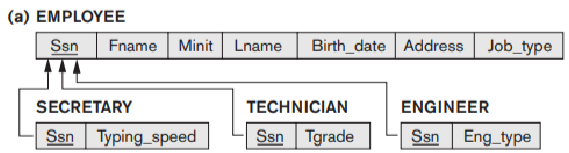 (a) EMPLOYEE
Ssn Fname Minit Lname Birth_date Address Job_type
SECRETARY TECHNICIAN ENGINEER
Ssn Typing_speed Ssn Tgrade Ssn Eng_type